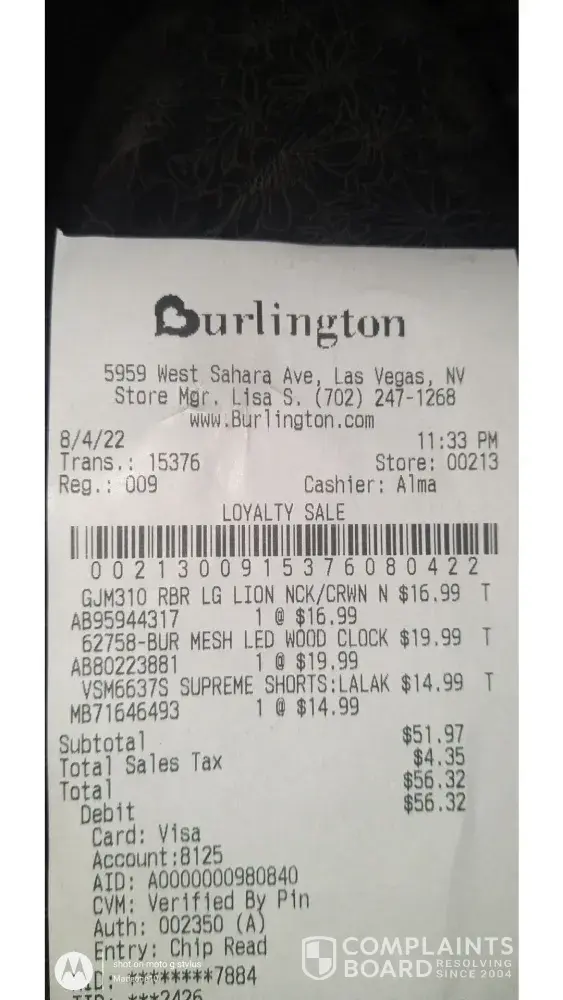 Burlington
5959 West Sahara Ave, Las Vegas, NV
Store Mgr. Lisa S. (702) 247-1268
www.Burlington.com
8/4/22 11:33 PM
Trans.: 15376 Store: 00213
Reg.: 009 Cashier: Alma
LOYALTY SALE
0021300915376080422
GJM310 RBR LG LION NCK/CRWN N $16.99 T
AB95944317 1 @ $16.99
62758-BUR MESH LED WOOD CLOCK $19.99 T
AB80223881 1 @ $19.99
VSM6637S SUPREME SHORTS:LALAK $14.99 T
MB71646493 1 @ $14.99
Subtotal $51.97
Total Sales Tax $4.35
Total $56.32
Debit $56.32
Card: Visa
Account:8125
AID: A0000000980840
CVM: Verified By Pin
Auth: 002350 (A)
Entry: Chip Read
********7884
***2426
shot on moto g stylus
COMPLAINTS
BOARD RESOLVING
SINCE 2004